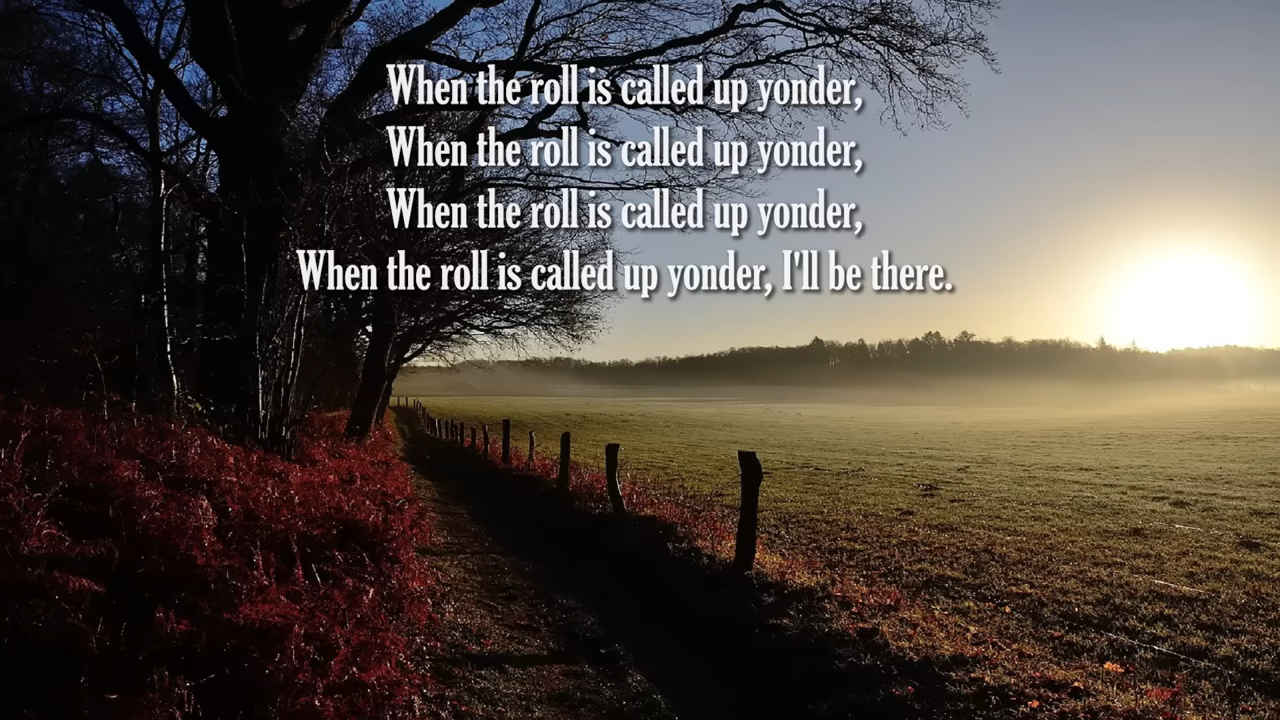 When the roll is called up yonder,
When the roll is called up yonder,
When the roll is called up yonder,
When the roll is called up yonder, I'll be there.